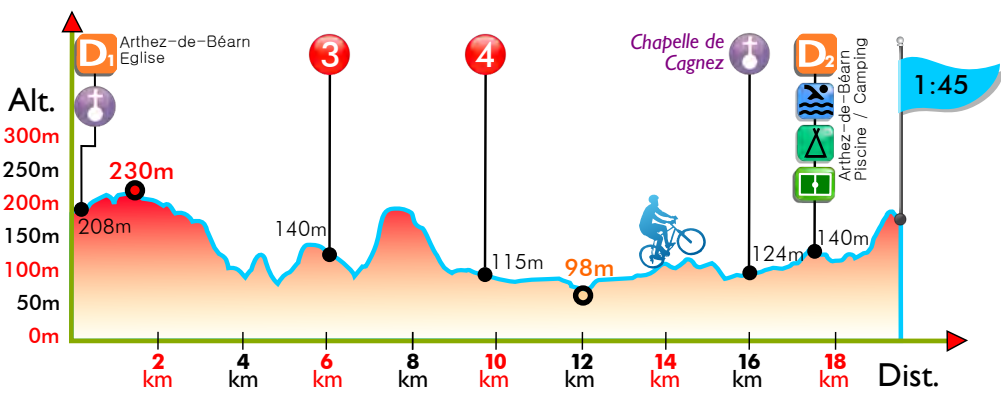 D1
Arthez-de-Béarn
Eglise
3
4
Chapelle de
Cagnez
D2
Arthez-de-Béarn
Piscine / Camping
1:45
Alt.
300m
250m
200m
150m
100m
50m
0m
230m
208m
140m
115m
98m
124m
140m
2
km
4
km
6
km
8
km
10
km
12
km
14
km
16
km
18
km
Dist.